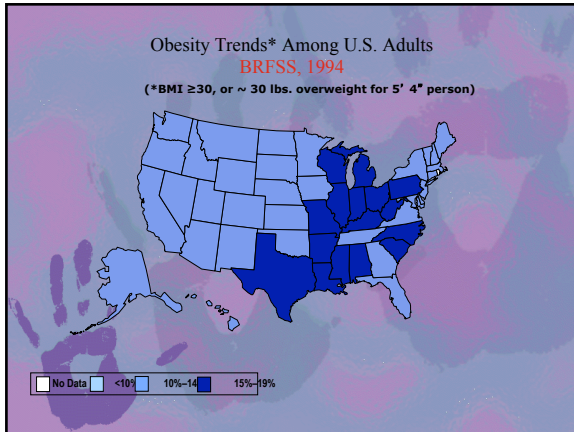 Obesity Trends* Among U.S. Adults
BRFSS, 1994
(*BMI ≥30, or ~ 30 lbs. overweight for 5’ 4” person)
No Data <10% 10%–14 15%–19%